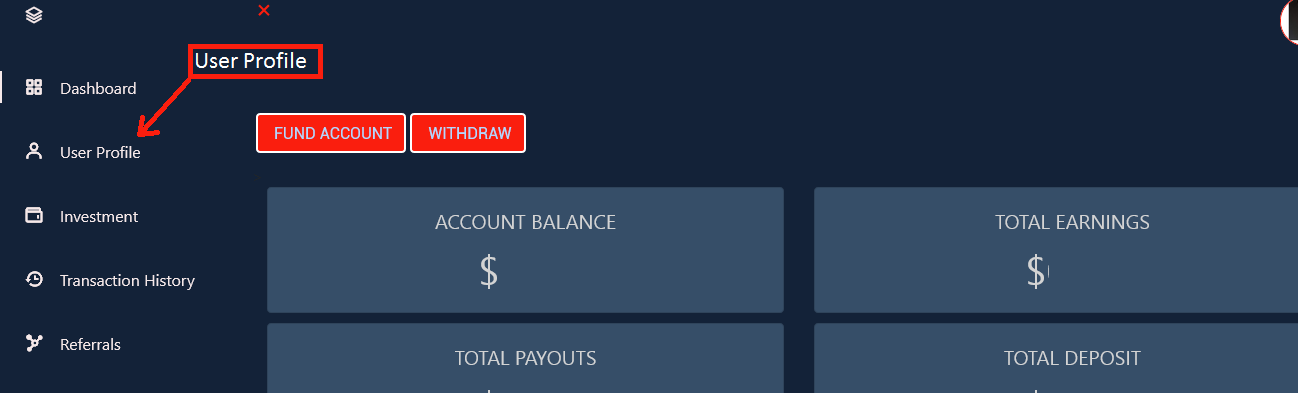 User Profile
Dashboard
User Profile
Investment
Transaction History
Referrals
FUND ACCOUNT
WITHDRAW
ACCOUNT BALANCE
$
TOTAL EARNINGS
$
TOTAL PAYOUTS
TOTAL DEPOSIT